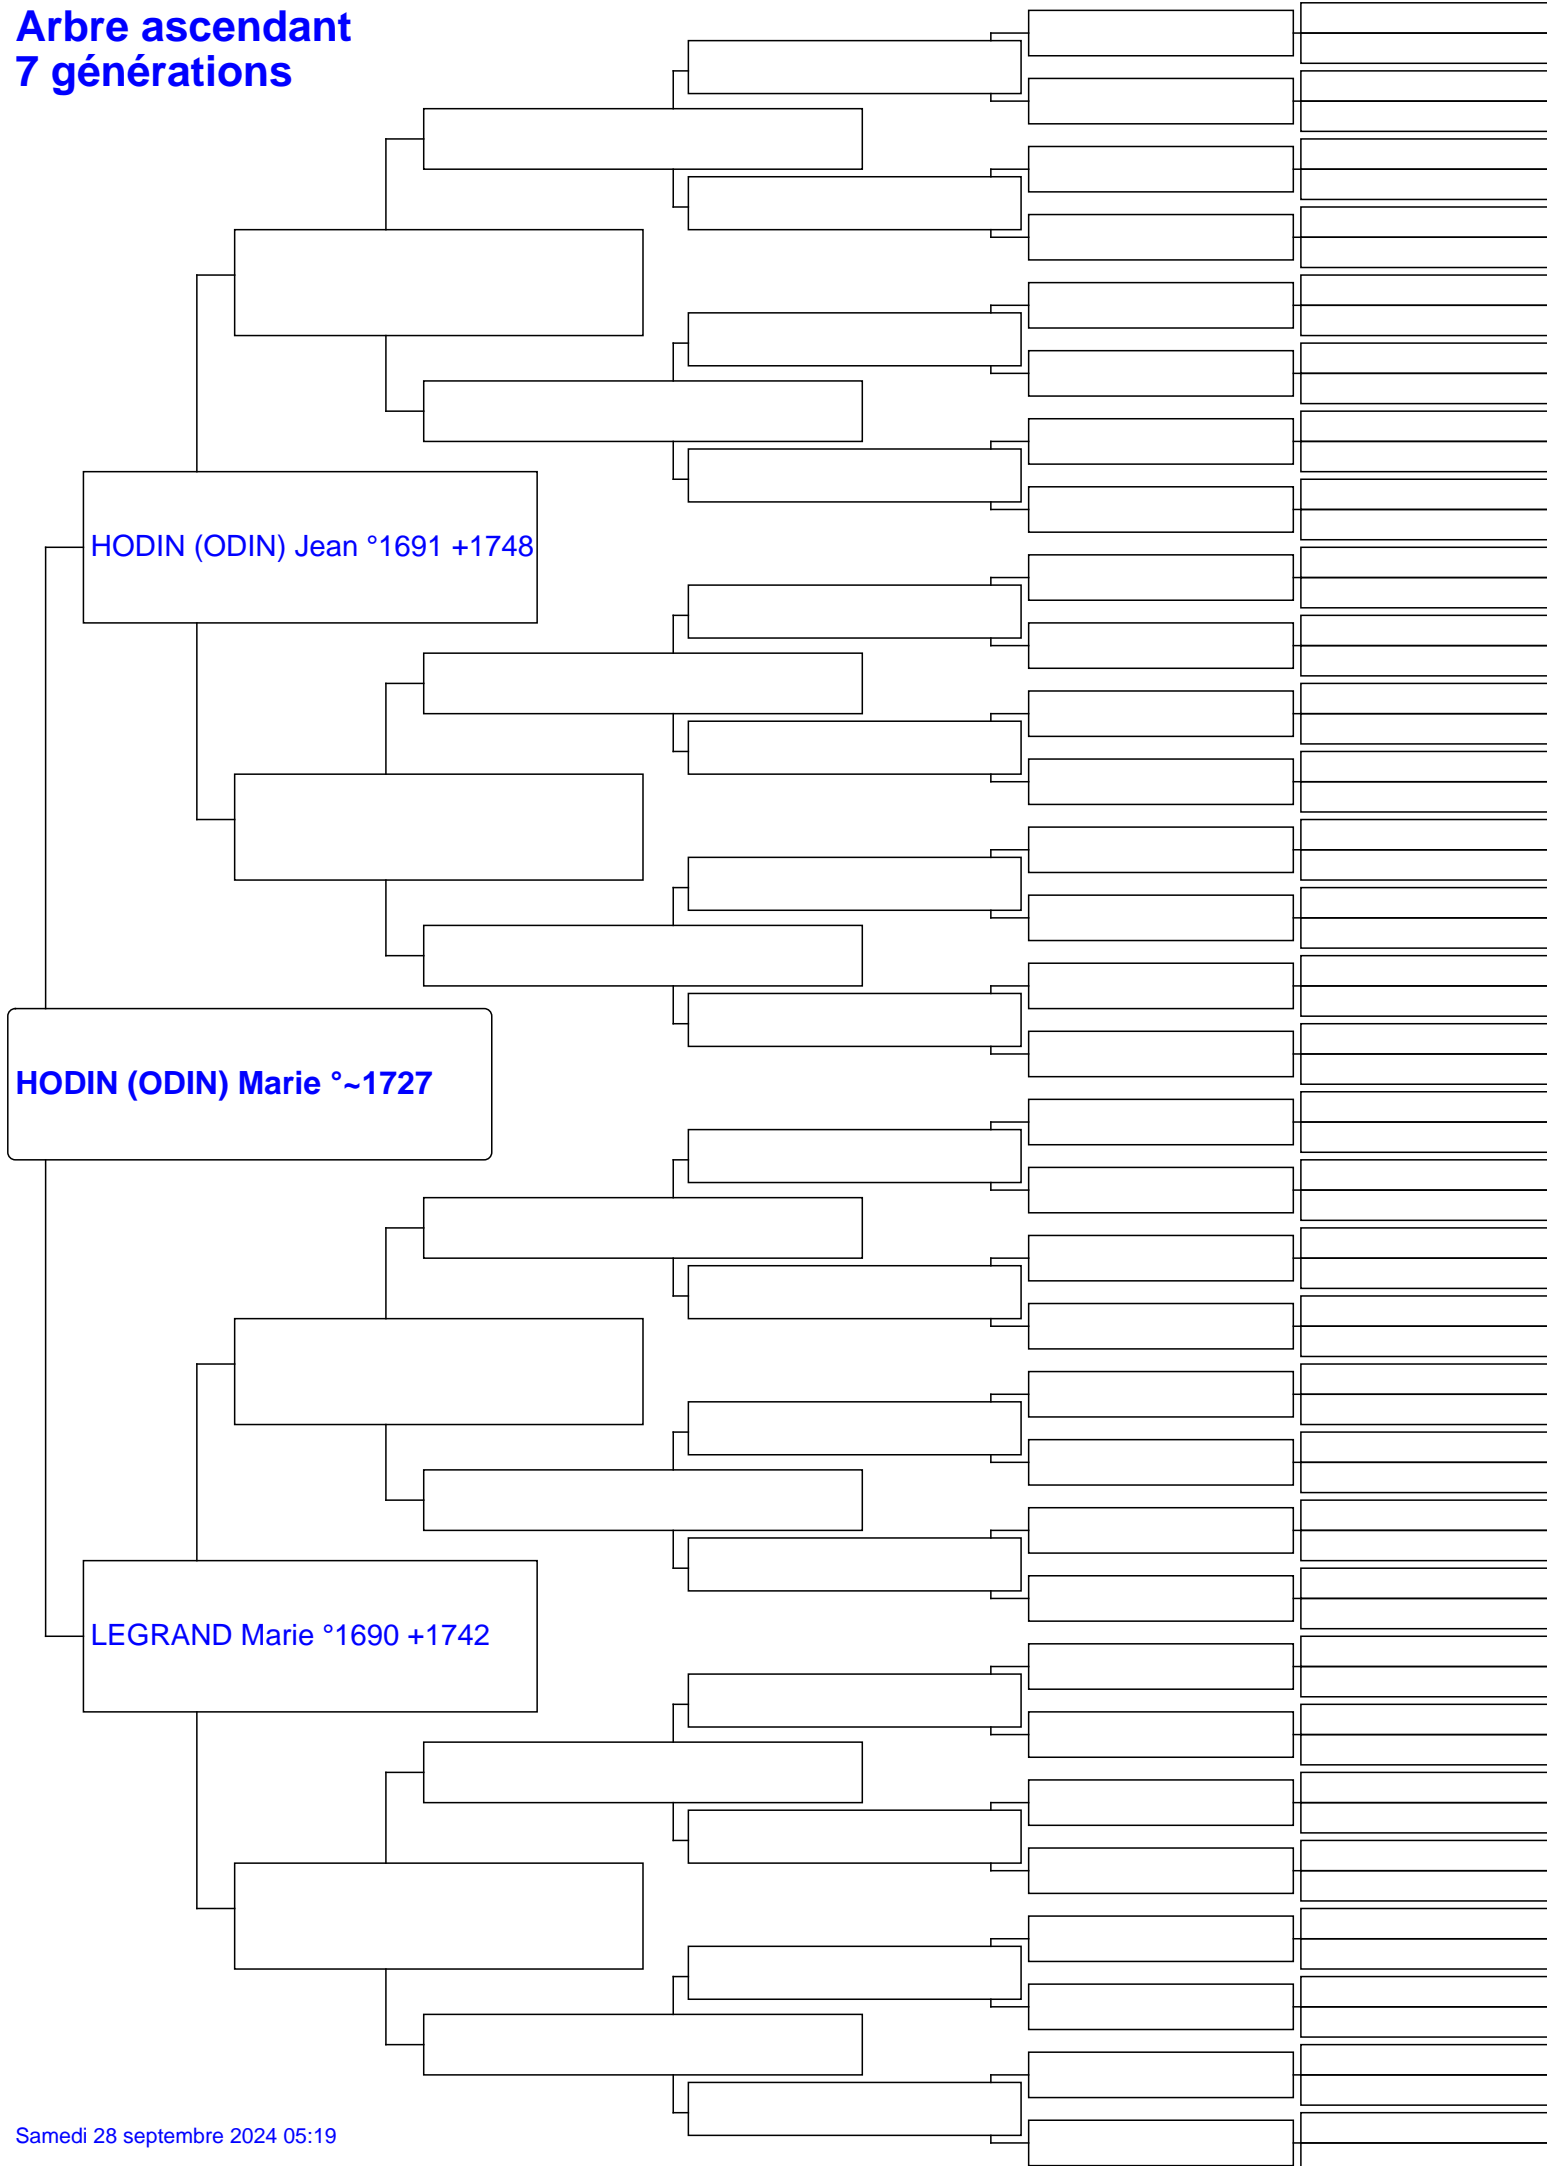 Arbre ascendant
7 générations
HODIN (ODIN) Jean °1691 +1748
HODIN (ODIN) Marie °~1727
LEGRAND Marie °1690 +1742
Samedi 28 septembre 2024 05:19